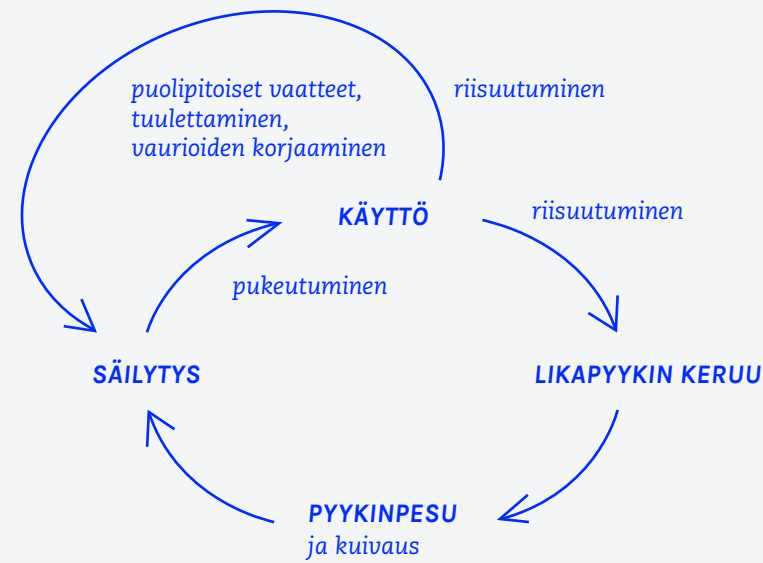 puolipitoiset vaatteet,
tuulettaminen,
vaurioiden korjaaminen
riisuutuminen
KÄYTTÖ
riisuutuminen
pukeutuminen
SÄILYTYS
LIKAPYYKIN KERUU
PYYKINPESU
ja kuivaus